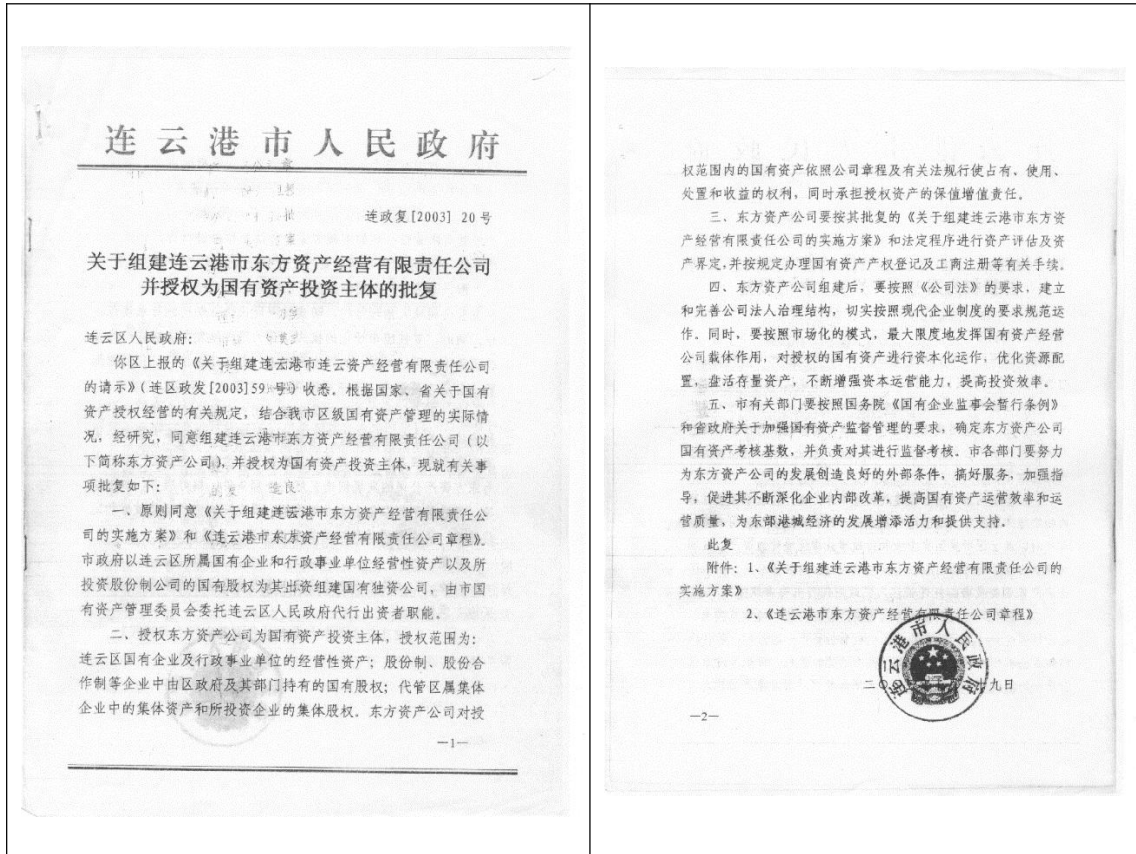 连云港市人民政府
连政复[2003] 20号
关于组建连云港市东方资产经营有限责任公司
并授权为国有资产投资主体的批复
连云区人民政府:
你区上报的《关于组建连云港市连云资产经营有限责任公司
的请示》(连区政发[2003]59 号)收悉。根据国家、省关于国有
资产授权经营的有关规定,结合我市区级国有资产管理的实际情
况,经研究,同意组建连云港市东方资产经营有限责任公司(以
下简称东方资产公司),并授权为国有资产投资主体,现就有关事
项批复如下:
一、原则同意《关于组建连云港市东方资产经营有限责任公
司的实施方案》和《连云港市东方资产经营有限责任公司章程》。
市政府以连云区所属国有企业和行政事业单位经营性资产以及所
投资股份制公司的国有股权为其出资组建国有独资公司,由市国
有资产管理委员会委托连云区人民政府代行出资者职能。
二、授权东方资产公司为国有资产投资主体,授权范围为:
连云区国有企业及行政事业单位的经营性资产;股份制、股份合
作制等企业中由区政府及其部门持有的国有股权;代管区属集体
企业中的集体资产和所投资企业的集体股权。东方资产公司对授
—1—
权范围内的国有资产依照公司章程及有关法规行使占有、使用、
处置和收益的权利,同时承担授权资产的保值增值责任。
三、东方资产公司要按其批复的《关于组建连云港市东方资
产经营有限责任公司的实施方案》和法定程序进行资产评估及资
产界定,并按规定办理国有资产产权登记及工商注册等有关手续。
四、东方资产公司组建后,要按照《公司法》的要求,建立
和完善公司法人治理结构,切实按照现代企业制度的要求规范运
作。同时,要按照市场化的模式,最大限度地发挥国有资产经营
公司载体作用,对授权的国有资产进行资本化运作,优化资源配
置,盘活存量资产,不断增强资本运营能力,提高投资效率。
五、市有关部门要按照国务院《国有企业监事会暂行条例》
和省政府关于加强国有资产监督管理的要求,确定东方资产公司
国有资产考核基数,并负责对其进行监督考核。市各部门要努力
为东方资产公司的发展创造良好的外部条件,搞好服务,加强指
导,促进其不断深化企业内部改革,提高国有资产运营效率和运
营质量,为东部港城经济的发展增添活力和提供支持。
此复
附件:1、《关于组建连云港市东方资产经营有限责任公司的
实施方案》
2、《连云港市东方资产经营有限责任公司章程》
连云港市人民政府
二〇 九日
—2—